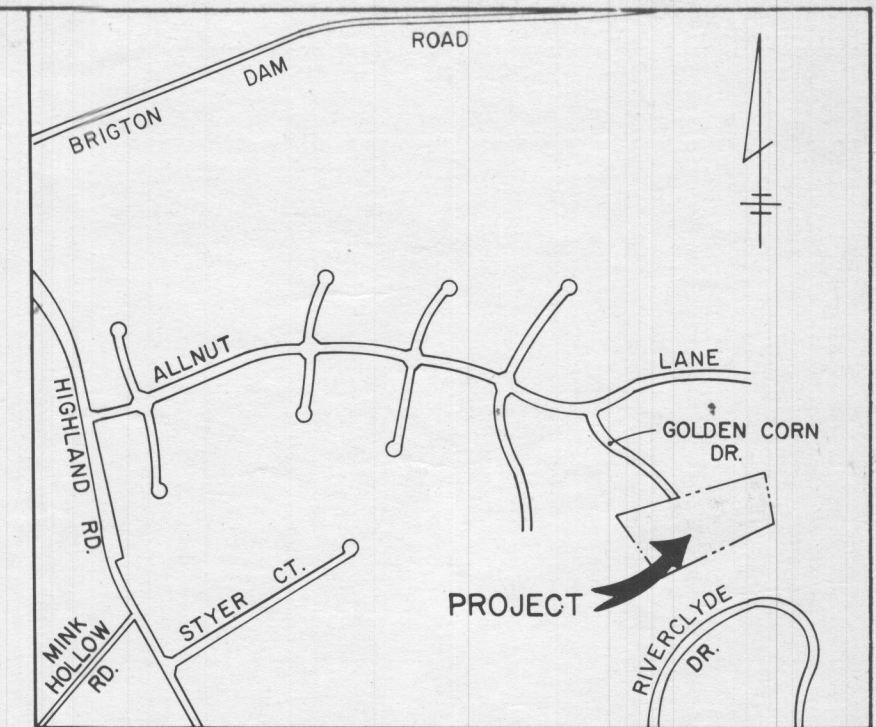 BRIGTON DAM ROAD
ALLNUT LANE
HIGHLAND RD.
GOLDEN CORN
DR.
STYER CT.
PROJECT
MINK
HOLLOW
RD.
RIVERCLYDE
DR.